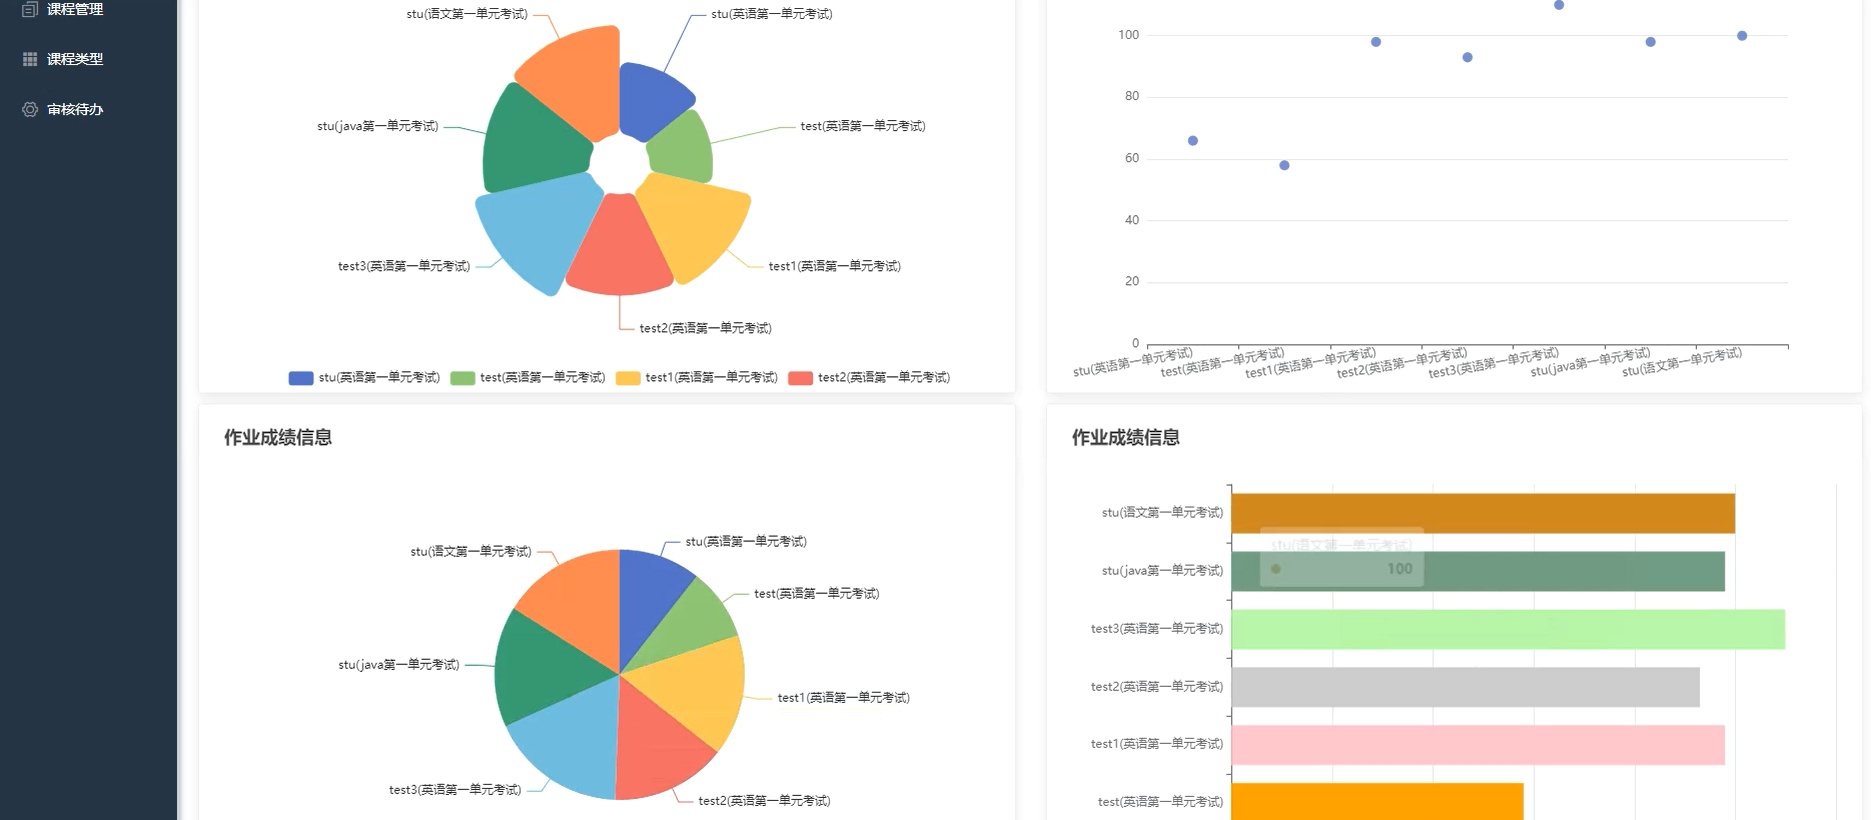 课程管理
课程类型
审核待办
stu(语文第一单元考试)
stu(英语第一单元考试)
stu(java第一单元考试)
test(英语第一单元考试)
test3(英语第一单元考试)
test1(英语第一单元考试)
test2(英语第一单元考试)
stu(英语第一单元考试)
test(英语第一单元考试)
test1(英语第一单元考试)
test2(英语第一单元考试)
100
80
60
40
20
0
stu(英语第一单元考试)
test(英语第一单元考试)
test1(英语第一单元考试)
test2(英语第一单元考试)
test3(英语第一单元考试)
stu(java第一单元考试)
stu(语文第一单元考试)
作业成绩信息
stu(语文第一单元考试)
stu(英语第一单元考试)
test(英语第一单元考试)
stu(java第一单元考试)
test1(英语第一单元考试)
test3(英语第一单元考试)
test2(英语第一单元考试)
作业成绩信息
stu(语文第一单元考试)
stu(语文第一单元考试)
100
stu(java第一单元考试)
test3(英语第一单元考试)
test2(英语第一单元考试)
test1(英语第一单元考试)
test(英语第一单元考试)